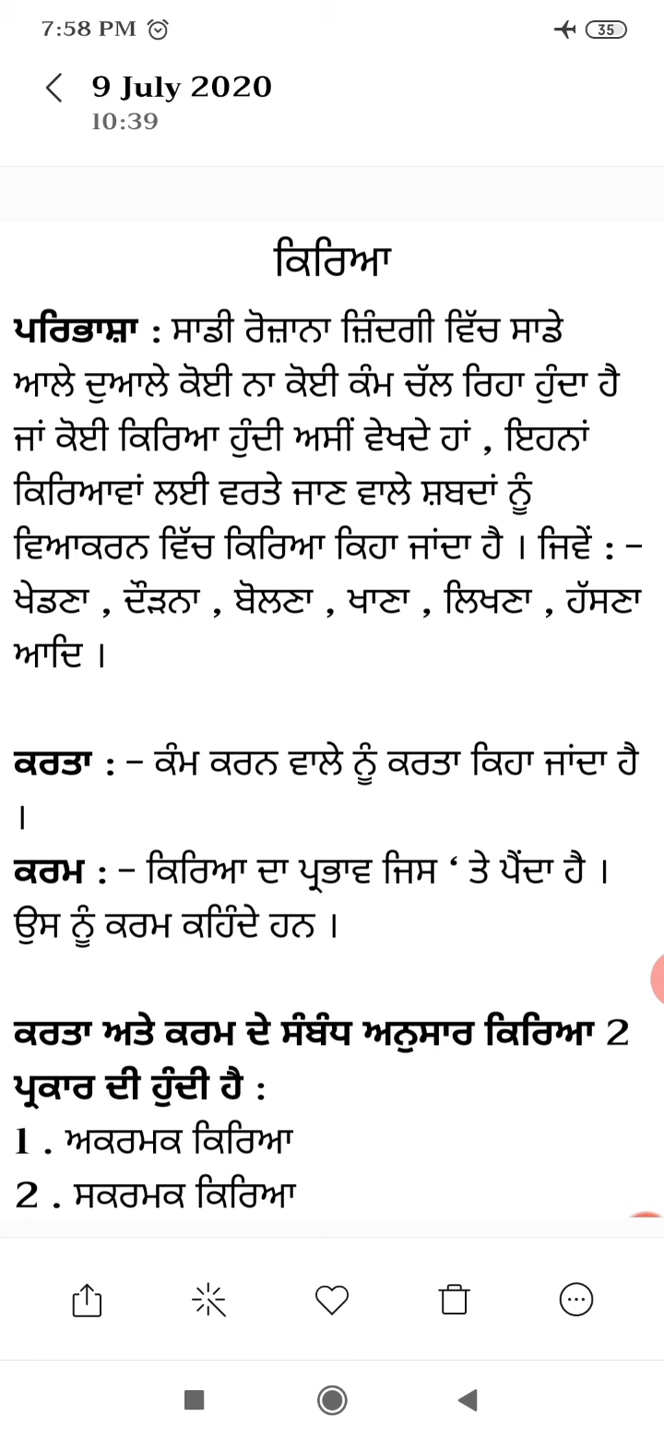 7:58 PM
35
9 July 2020
10:39
ਕਿਰਿਆ
ਪਰਿਭਾਸ਼ਾ : ਸਾਡੀ ਰੋਜ਼ਾਨਾ ਜ਼ਿੰਦਗੀ ਵਿੱਚ ਸਾਡੇ
ਆਲੇ ਦੁਆਲੇ ਕੋਈ ਨਾ ਕੋਈ ਕੰਮ ਚੱਲ ਰਿਹਾ ਹੁੰਦਾ ਹੈ
ਜਾਂ ਕੋਈ ਕਿਰਿਆ ਹੁੰਦੀ ਅਸੀਂ ਵੇਖਦੇ ਹਾਂ , ਇਹਨਾਂ
ਕਿਰਿਆਵਾਂ ਲਈ ਵਰਤੇ ਜਾਣ ਵਾਲੇ ਸ਼ਬਦਾਂ ਨੂੰ
ਵਿਆਕਰਨ ਵਿੱਚ ਕਿਰਿਆ ਕਿਹਾ ਜਾਂਦਾ ਹੈ । ਜਿਵੇਂ : –
ਖੇਡਣਾ , ਦੌੜਨਾ , ਬੋਲਣਾ , ਖਾਣਾ , ਲਿਖਣਾ , ਹੱਸਣਾ
ਆਦਿ ।
ਕਰਤਾ : – ਕੰਮ ਕਰਨ ਵਾਲੇ ਨੂੰ ਕਰਤਾ ਕਿਹਾ ਜਾਂਦਾ ਹੈ
।
ਕਰਮ : – ਕਿਰਿਆ ਦਾ ਪ੍ਰਭਾਵ ਜਿਸ ‘ ਤੇ ਪੈਂਦਾ ਹੈ ।
ਉਸ ਨੂੰ ਕਰਮ ਕਹਿੰਦੇ ਹਨ ।
ਕਰਤਾ ਅਤੇ ਕਰਮ ਦੇ ਸੰਬੰਧ ਅਨੁਸਾਰ ਕਿਰਿਆ 2
ਪ੍ਰਕਾਰ ਦੀ ਹੁੰਦੀ ਹੈ :
1 . ਅਕਰਮਕ ਕਿਰਿਆ
2 . ਸਕਰਮਕ ਕਿਰਿਆ